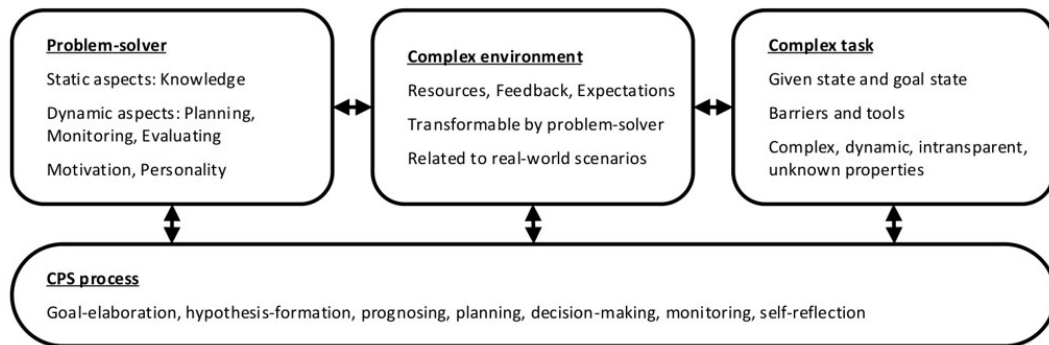 Problem-solver
Static aspects: Knowledge
Dynamic aspects: Planning,
Monitoring, Evaluating
Motivation, Personality
Complex environment
Resources, Feedback, Expectations
Transformable by problem-solver
Related to real-world scenarios
Complex task
Given state and goal state
Barriers and tools
Complex, dynamic, intransparent,
unknown properties
CPS process
Goal-elaboration, hypothesis-formation, prognosing, planning, decision-making, monitoring, self-reflection